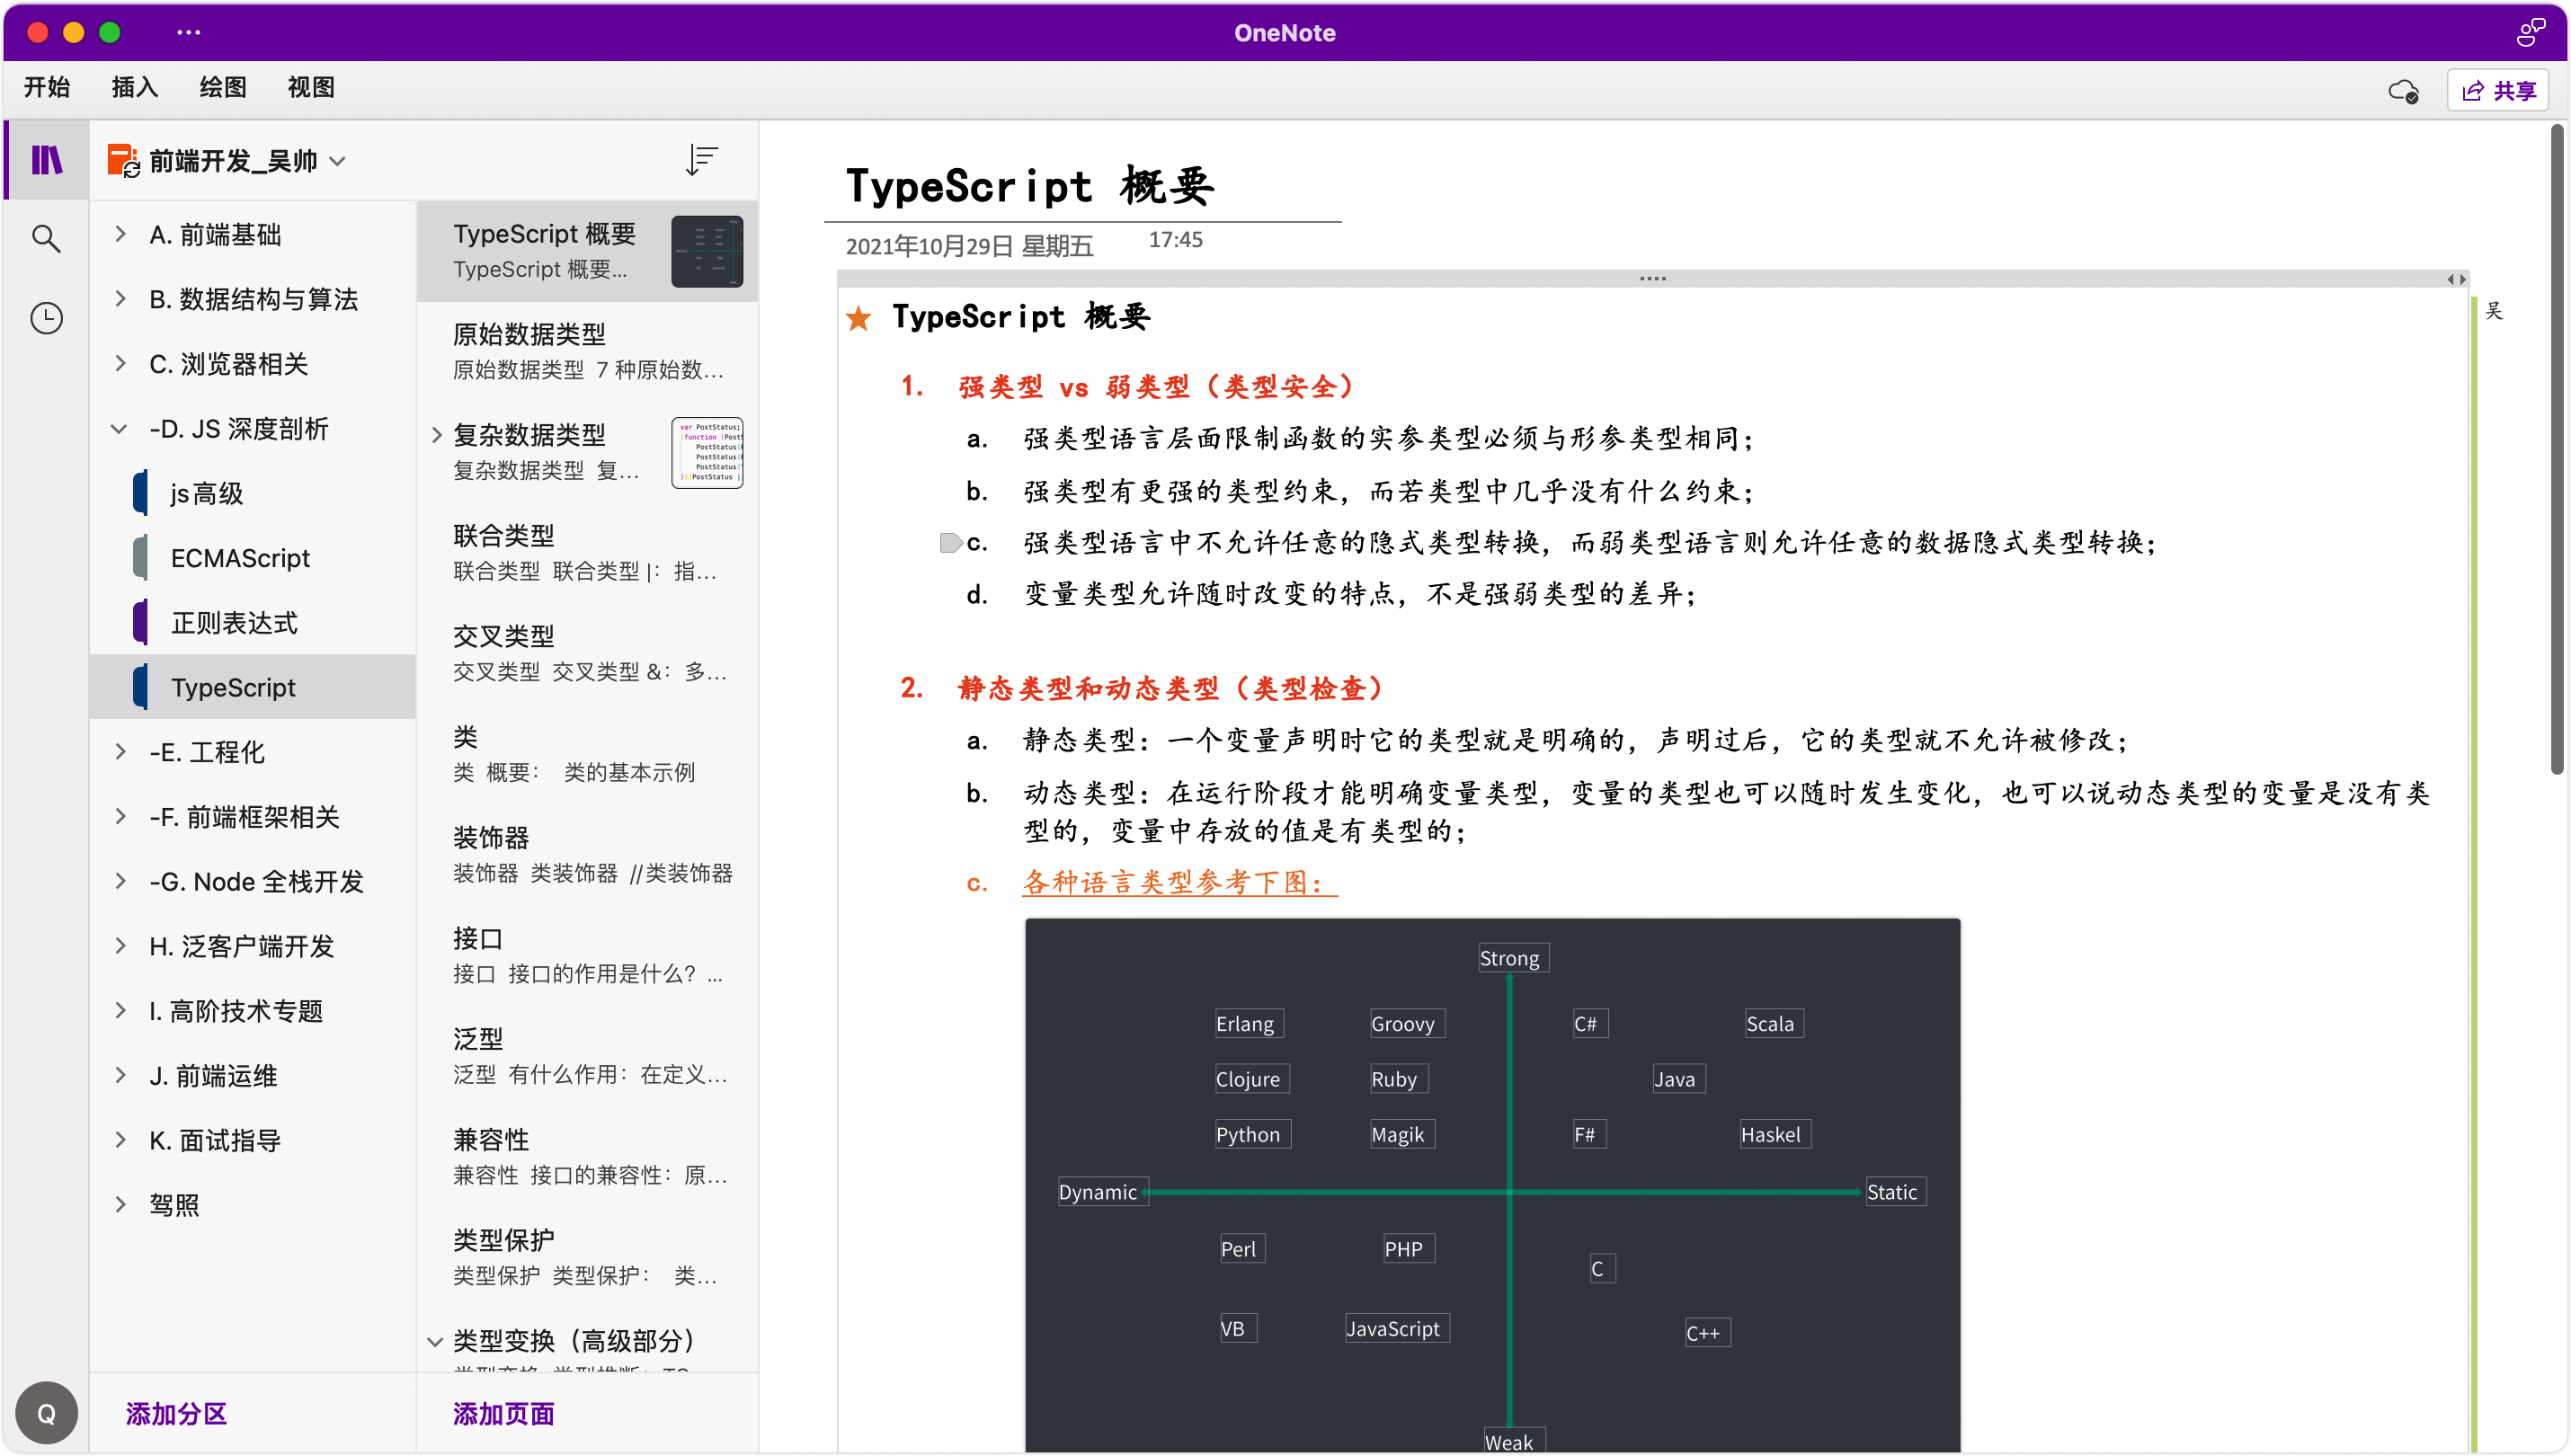 OneNote
开始 插入 绘图 视图
共享
前端开发_吴帅
A. 前端基础
B. 数据结构与算法
C. 浏览器相关
-D. JS 深度剖析
js高级
ECMAScript
正则表达式
TypeScript
-E. 工程化
-F. 前端框架相关
-G. Node 全栈开发
H. 泛客户端开发
I. 高阶技术专题
J. 前端运维
K. 面试指导
驾照
添加分区
Q
TypeScript 概要
TypeScript 概要...
原始数据类型
原始数据类型 7 种原始数...
复杂数据类型
复杂数据类型 复...
var PostStatus;
(function (PostS
PostStatus[
PostStatus[
PostStatus[
})(PostStatus |
联合类型
联合类型 联合类型 |：指...
交叉类型
交叉类型 交叉类型 &：多...
类
类 概要： 类的基本示例
装饰器
装饰器 类装饰器 //类装饰器
接口
接口 接口的作用是什么？...
泛型
泛型 有什么作用：在定义...
兼容性
兼容性 接口的兼容性：原...
类型保护
类型保护 类型保护： 类...
类型变换（高级部分）
添加页面
TypeScript 概要
2021年10月29日 星期五 17:45
TypeScript 概要
吴
1. 强类型 vs 弱类型（类型安全）
a. 强类型语言层面限制函数的实参类型必须与形参类型相同；
b. 强类型有更强的类型约束，而若类型中几乎没有什么约束；
c. 强类型语言中不允许任意的隐式类型转换，而弱类型语言则允许任意的数据隐式类型转换；
d. 变量类型允许随时改变的特点，不是强弱类型的差异；
2. 静态类型和动态类型（类型检查）
a. 静态类型：一个变量声明时它的类型就是明确的，声明过后，它的类型就不允许被修改；
b. 动态类型：在运行阶段才能明确变量类型，变量的类型也可以随时发生变化，也可以说动态类型的变量是没有类
型的，变量中存放的值是有类型的；
c. 各种语言类型参考下图：
Strong
Erlang Groovy C# Scala
Clojure Ruby Java
Python Magik F# Haskel
Dynamic Static
Perl PHP C
VB JavaScript C++
Weak